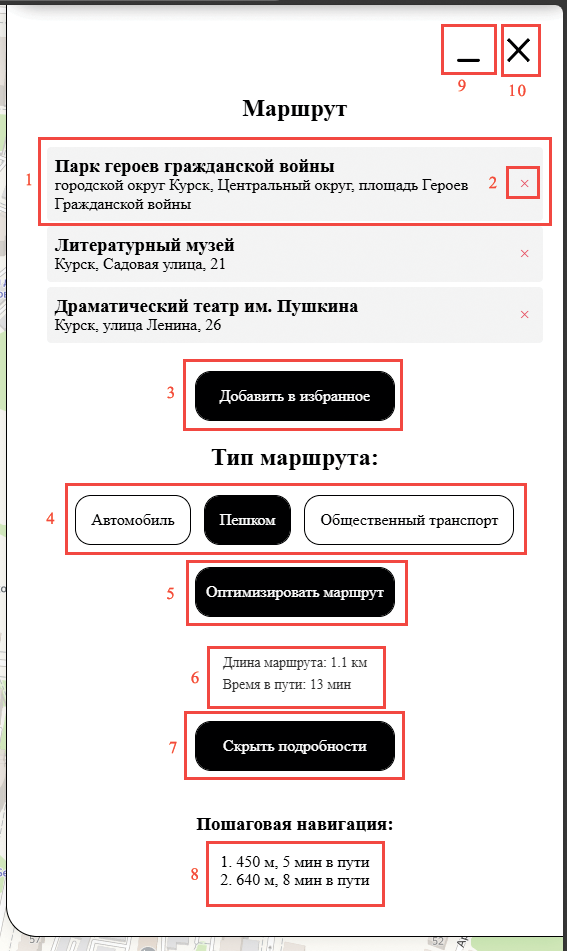 9
10
Маршрут
1
Парк героев гражданской войны
городской округ Курск, Центральный округ, площадь Героев
Гражданской войны
2
×
Литературный музей
Курск, Садовая улица, 21
×
Драматический театр им. Пушкина
Курск, улица Ленина, 26
×
3
Добавить в избранное
Тип маршрута:
4
Автомобиль
Пешком
Общественный транспорт
5
Оптимизировать маршрут
6
Длина маршрута: 1.1 км
Время в пути: 13 мин
7
Скрыть подробности
Пошаговая навигация:
8
1. 450 м, 5 мин в пути
2. 640 м, 8 мин в пути
57
52